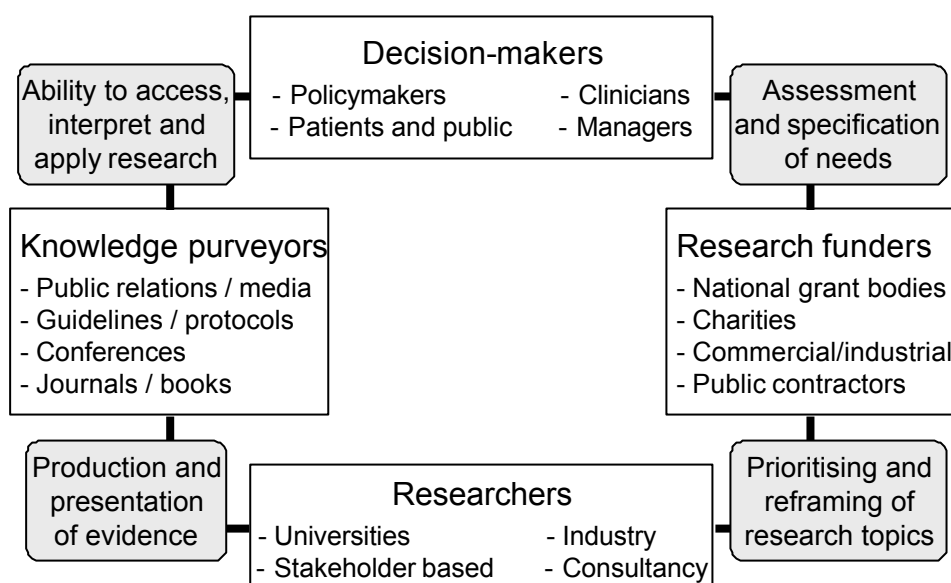 Decision-makers
- Policymakers - Clinicians
- Patients and public - Managers
Ability to access,
interpret and
apply research
Assessment
and specification
of needs
Knowledge purveyors
- Public relations / media
- Guidelines / protocols
- Conferences
- Journals / books
Research funders
- National grant bodies
- Charities
- Commercial/industrial
- Public contractors
Production and
presentation
of evidence
Researchers
- Universities - Industry
- Stakeholder based - Consultancy
Prioritising and
reframing of
research topics